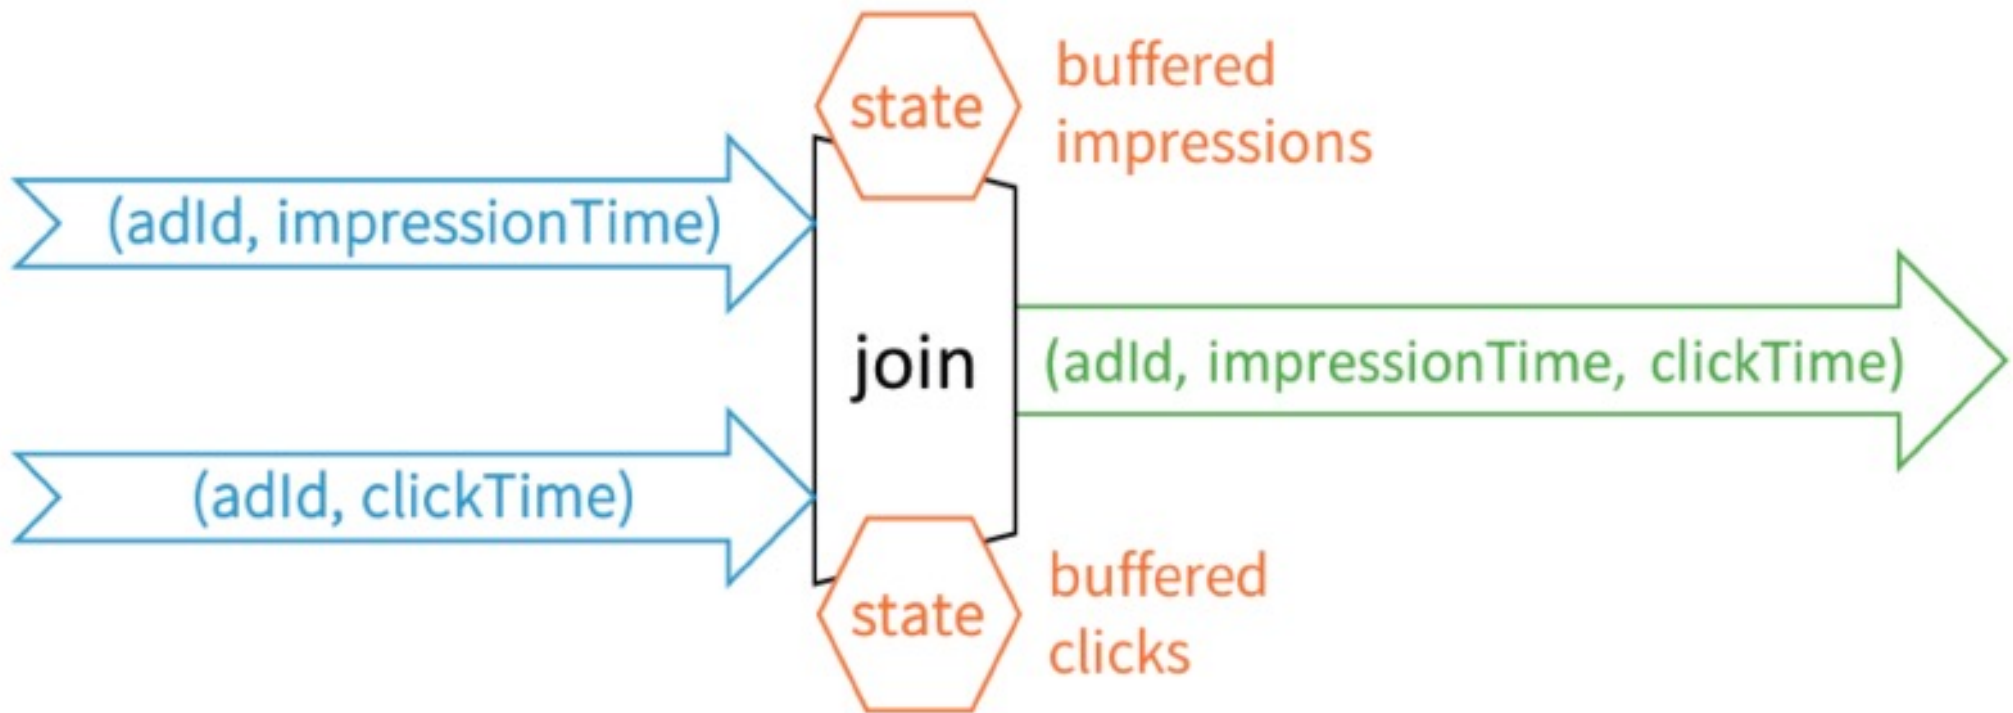 state
buffered
impressions
(adId, impressionTime)
join
(adId, impressionTime, clickTime)
(adId, clickTime)
state
buffered
clicks